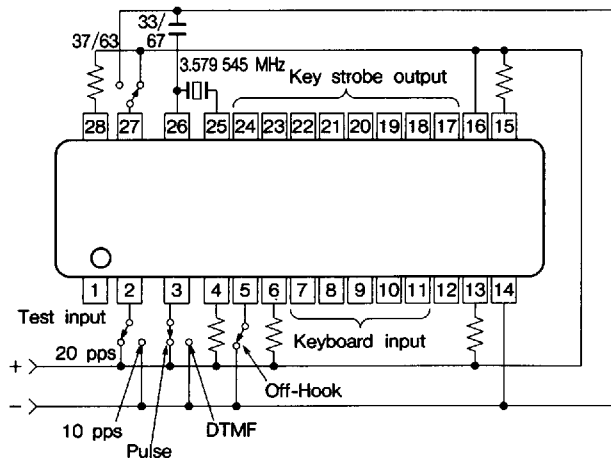 33/
67
37/63
3.579 545 MHz
Key strobe output
28 27 26 25 24 23 22 21 20 19 18 17 16 15
1 2 3 4 5 6 7 8 9 10 11 12 13 14
Test input
Keyboard input
+
20 pps
Off-Hook
−
10 pps
DTMF
Pulse